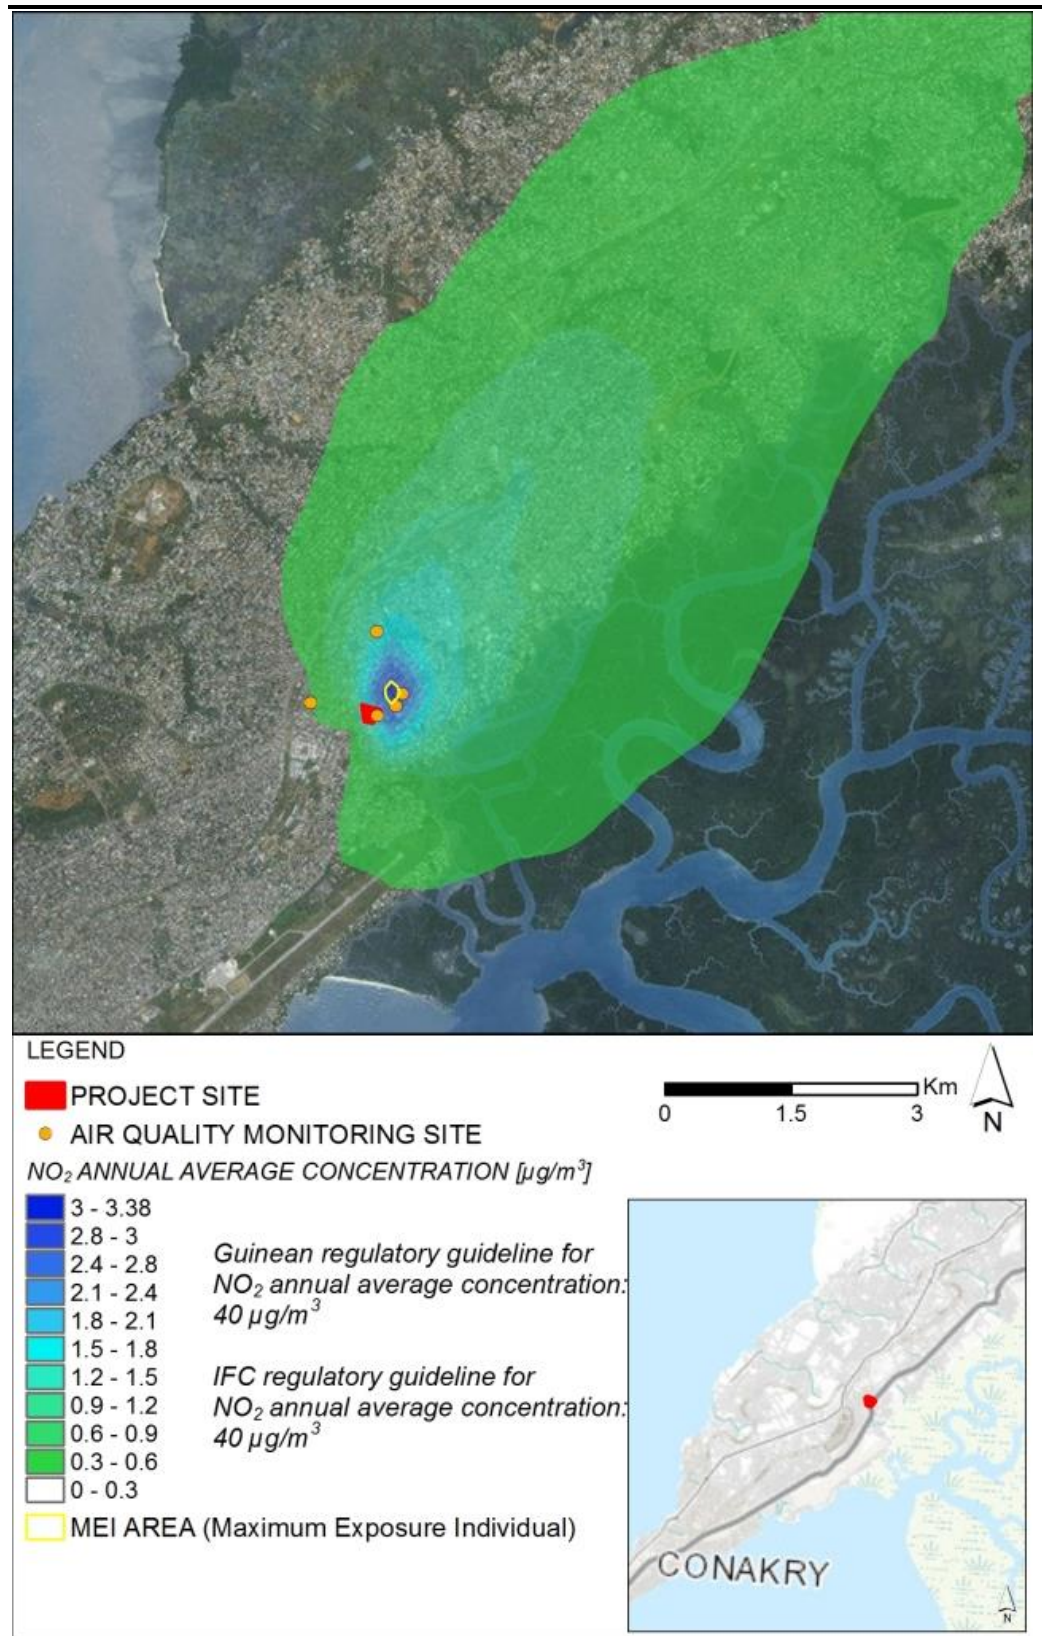 LEGEND
PROJECT SITE
AIR QUALITY MONITORING SITE
NO₂ ANNUAL AVERAGE CONCENTRATION [µg/m³]
3 - 3.38
2.8 - 3
2.4 - 2.8
2.1 - 2.4
1.8 - 2.1
1.5 - 1.8
1.2 - 1.5
0.9 - 1.2
0.6 - 0.9
0.3 - 0.6
0 - 0.3
MEI AREA (Maximum Exposure Individual)
Guinean regulatory guideline for
NO₂ annual average concentration:
40 µg/m³
IFC regulatory guideline for
NO₂ annual average concentration:
40 µg/m³
Km
0 1.5 3
N
CONAKRY
N